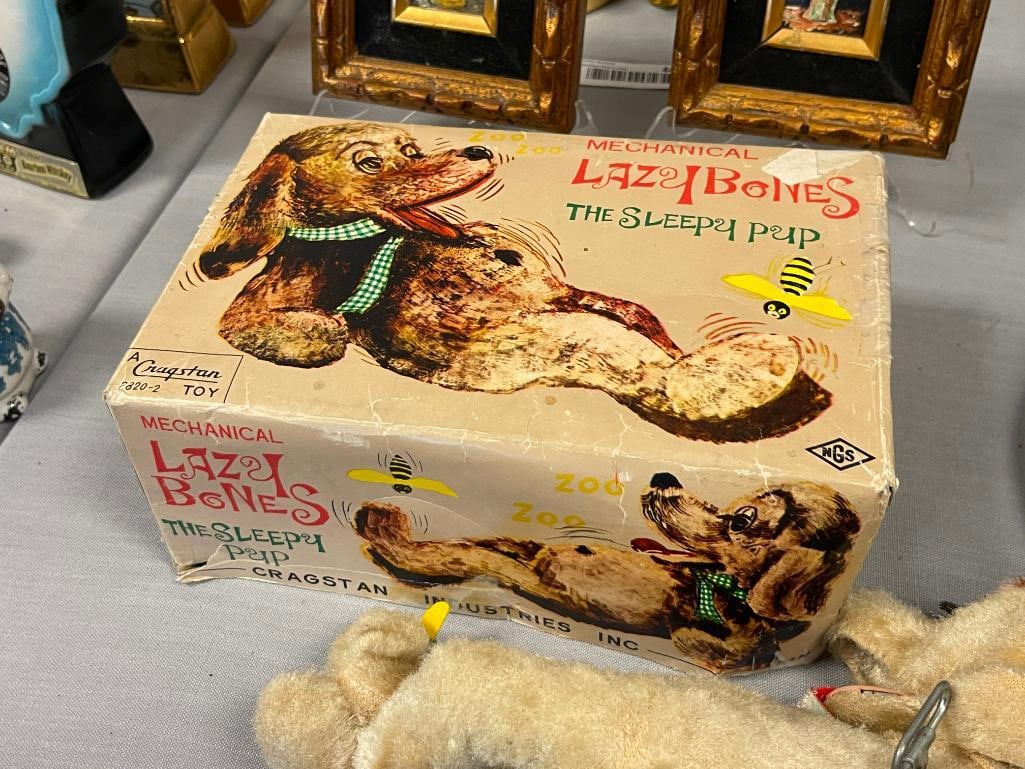 ZOO
ZOO
MECHANICAL
LAZY BONES
THE SLEEPY PUP
A
Cragstan
2820-2 TOY
NGS
MECHANICAL
LAZY
BONES
THE SLEEPY
PUP
ZOO
ZOO
CRAGSTAN INDUSTRIES INC